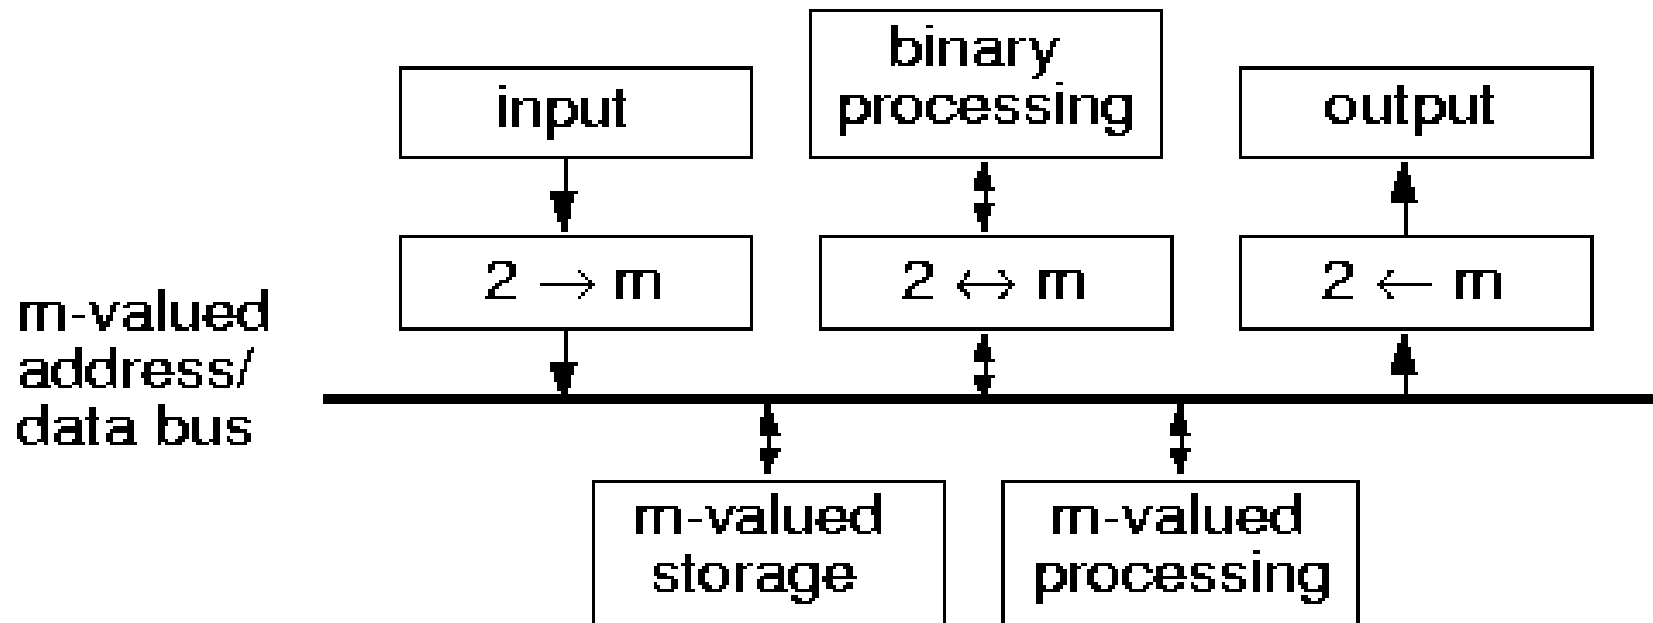 binary
processing
input
output
2 → m
2 ↔ m
2 ← m
m-valued
address/
data bus
m-valued
storage
m-valued
processing